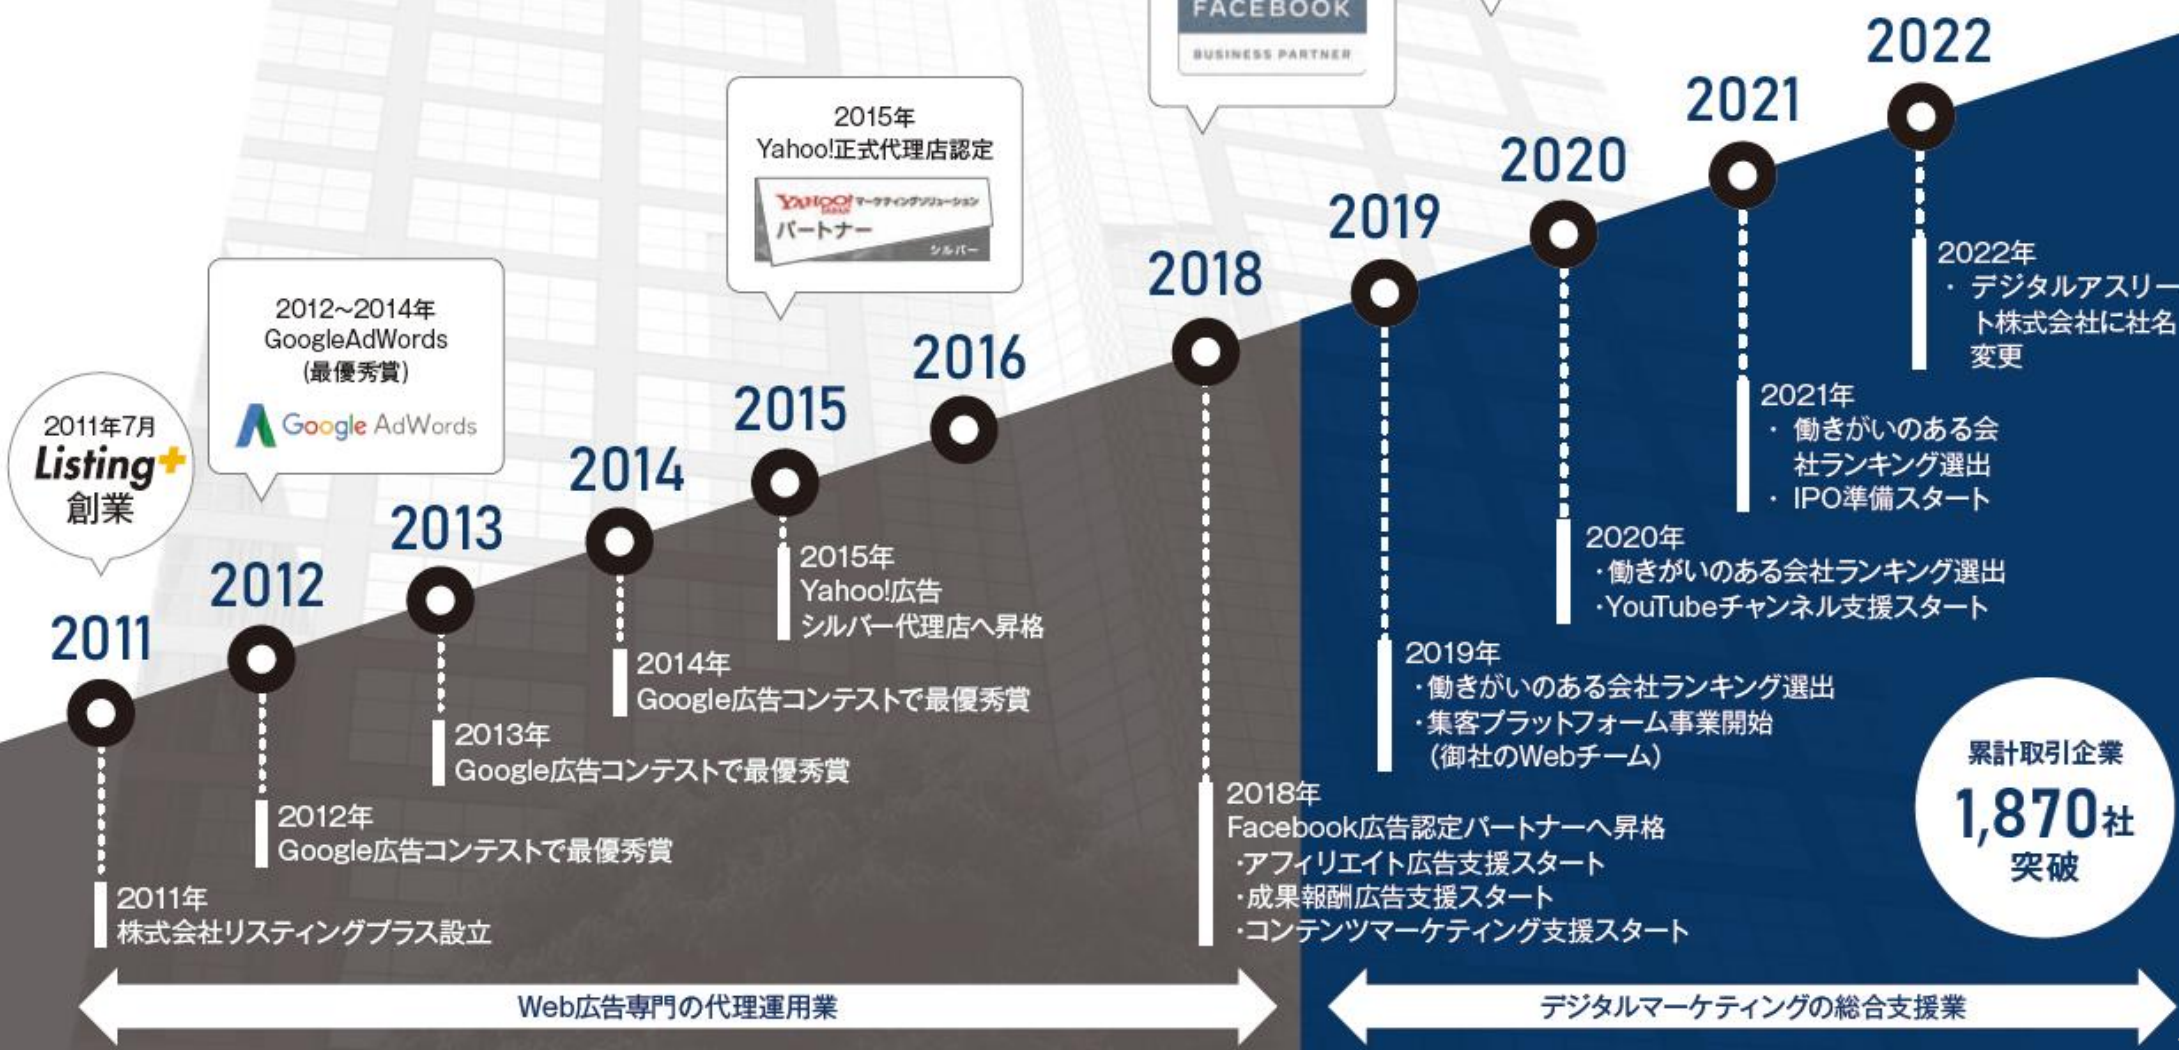 FACEBOOK
BUSINESS PARTNER
2015年
Yahoo!正式代理店認定
YAHOO!
JAPAN
マーケティングソリューション
パートナー
シルバー
2012~2014年
GoogleAdWords
(最優秀賞)
Google AdWords
2011年7月
Listing+
創業
2011
2012
2013
2014
2015
2016
2018
2019
2020
2021
2022
2011年
株式会社リスティングプラス設立
2012年
Google広告コンテストで最優秀賞
2013年
Google広告コンテストで最優秀賞
2014年
Google広告コンテストで最優秀賞
2015年
Yahoo!広告
シルバー代理店へ昇格
2018年
Facebook広告認定パートナーへ昇格
・アフィリエイト広告支援スタート
・成果報酬広告支援スタート
・コンテンツマーケティング支援スタート
2019年
・働きがいのある会社ランキング選出
・集客プラットフォーム事業開始
(御社のWebチーム)
2020年
・働きがいのある会社ランキング選出
・YouTubeチャンネル支援スタート
2021年
・ 働きがいのある会
社ランキング選出
・ IPO準備スタート
2022年
・ デジタルアスリー
ト株式会社に社名
変更
累計取引企業
1,870社
突破
Web広告専門の代理運用業
デジタルマーケティングの総合支援業